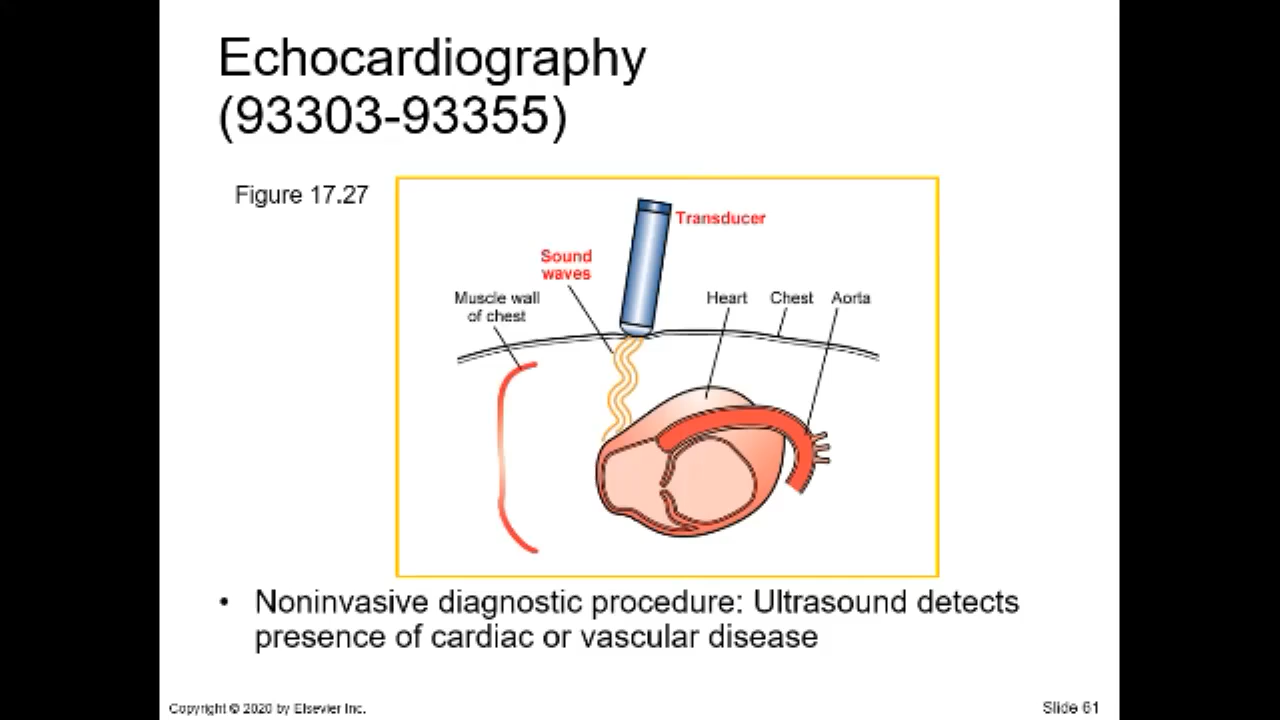 Echocardiography
(93303-93355)
Figure 17.27
Transducer
Sound
waves
Muscle wall
of chest
Heart
Chest
Aorta
• Noninvasive diagnostic procedure: Ultrasound detects
presence of cardiac or vascular disease
Copyright © 2020 by Elsevier Inc.
Slide 61